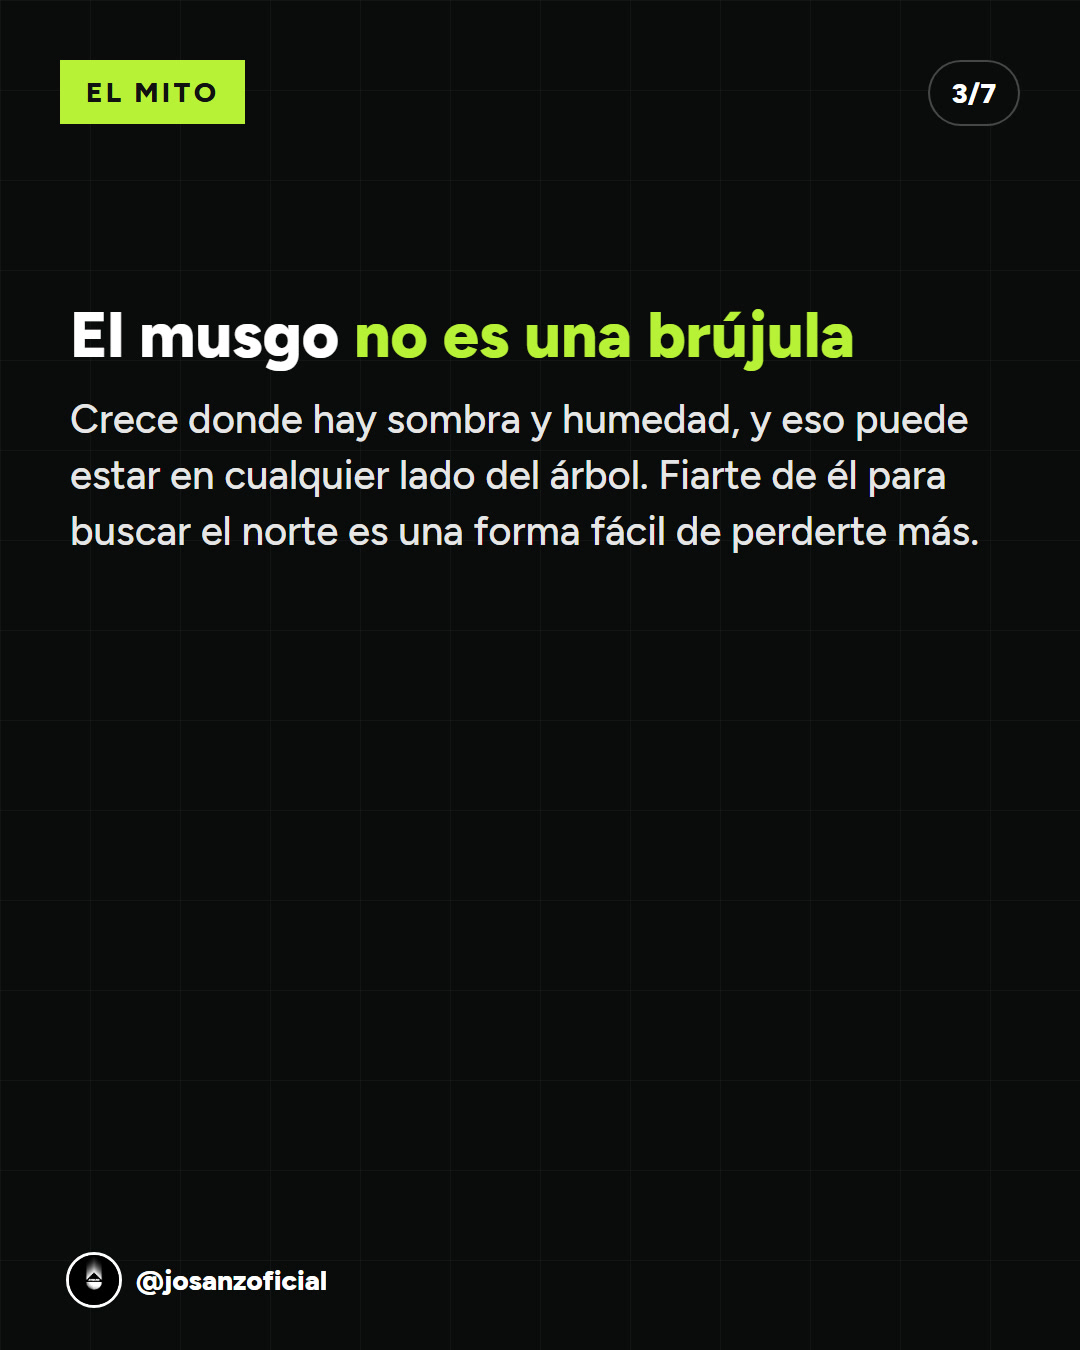 EL MITO
3/7
El musgo no es una brújula
Crece donde hay sombra y humedad, y eso puede
estar en cualquier lado del árbol. Fiarte de él para
buscar el norte es una forma fácil de perderte más.
@josanzoficial